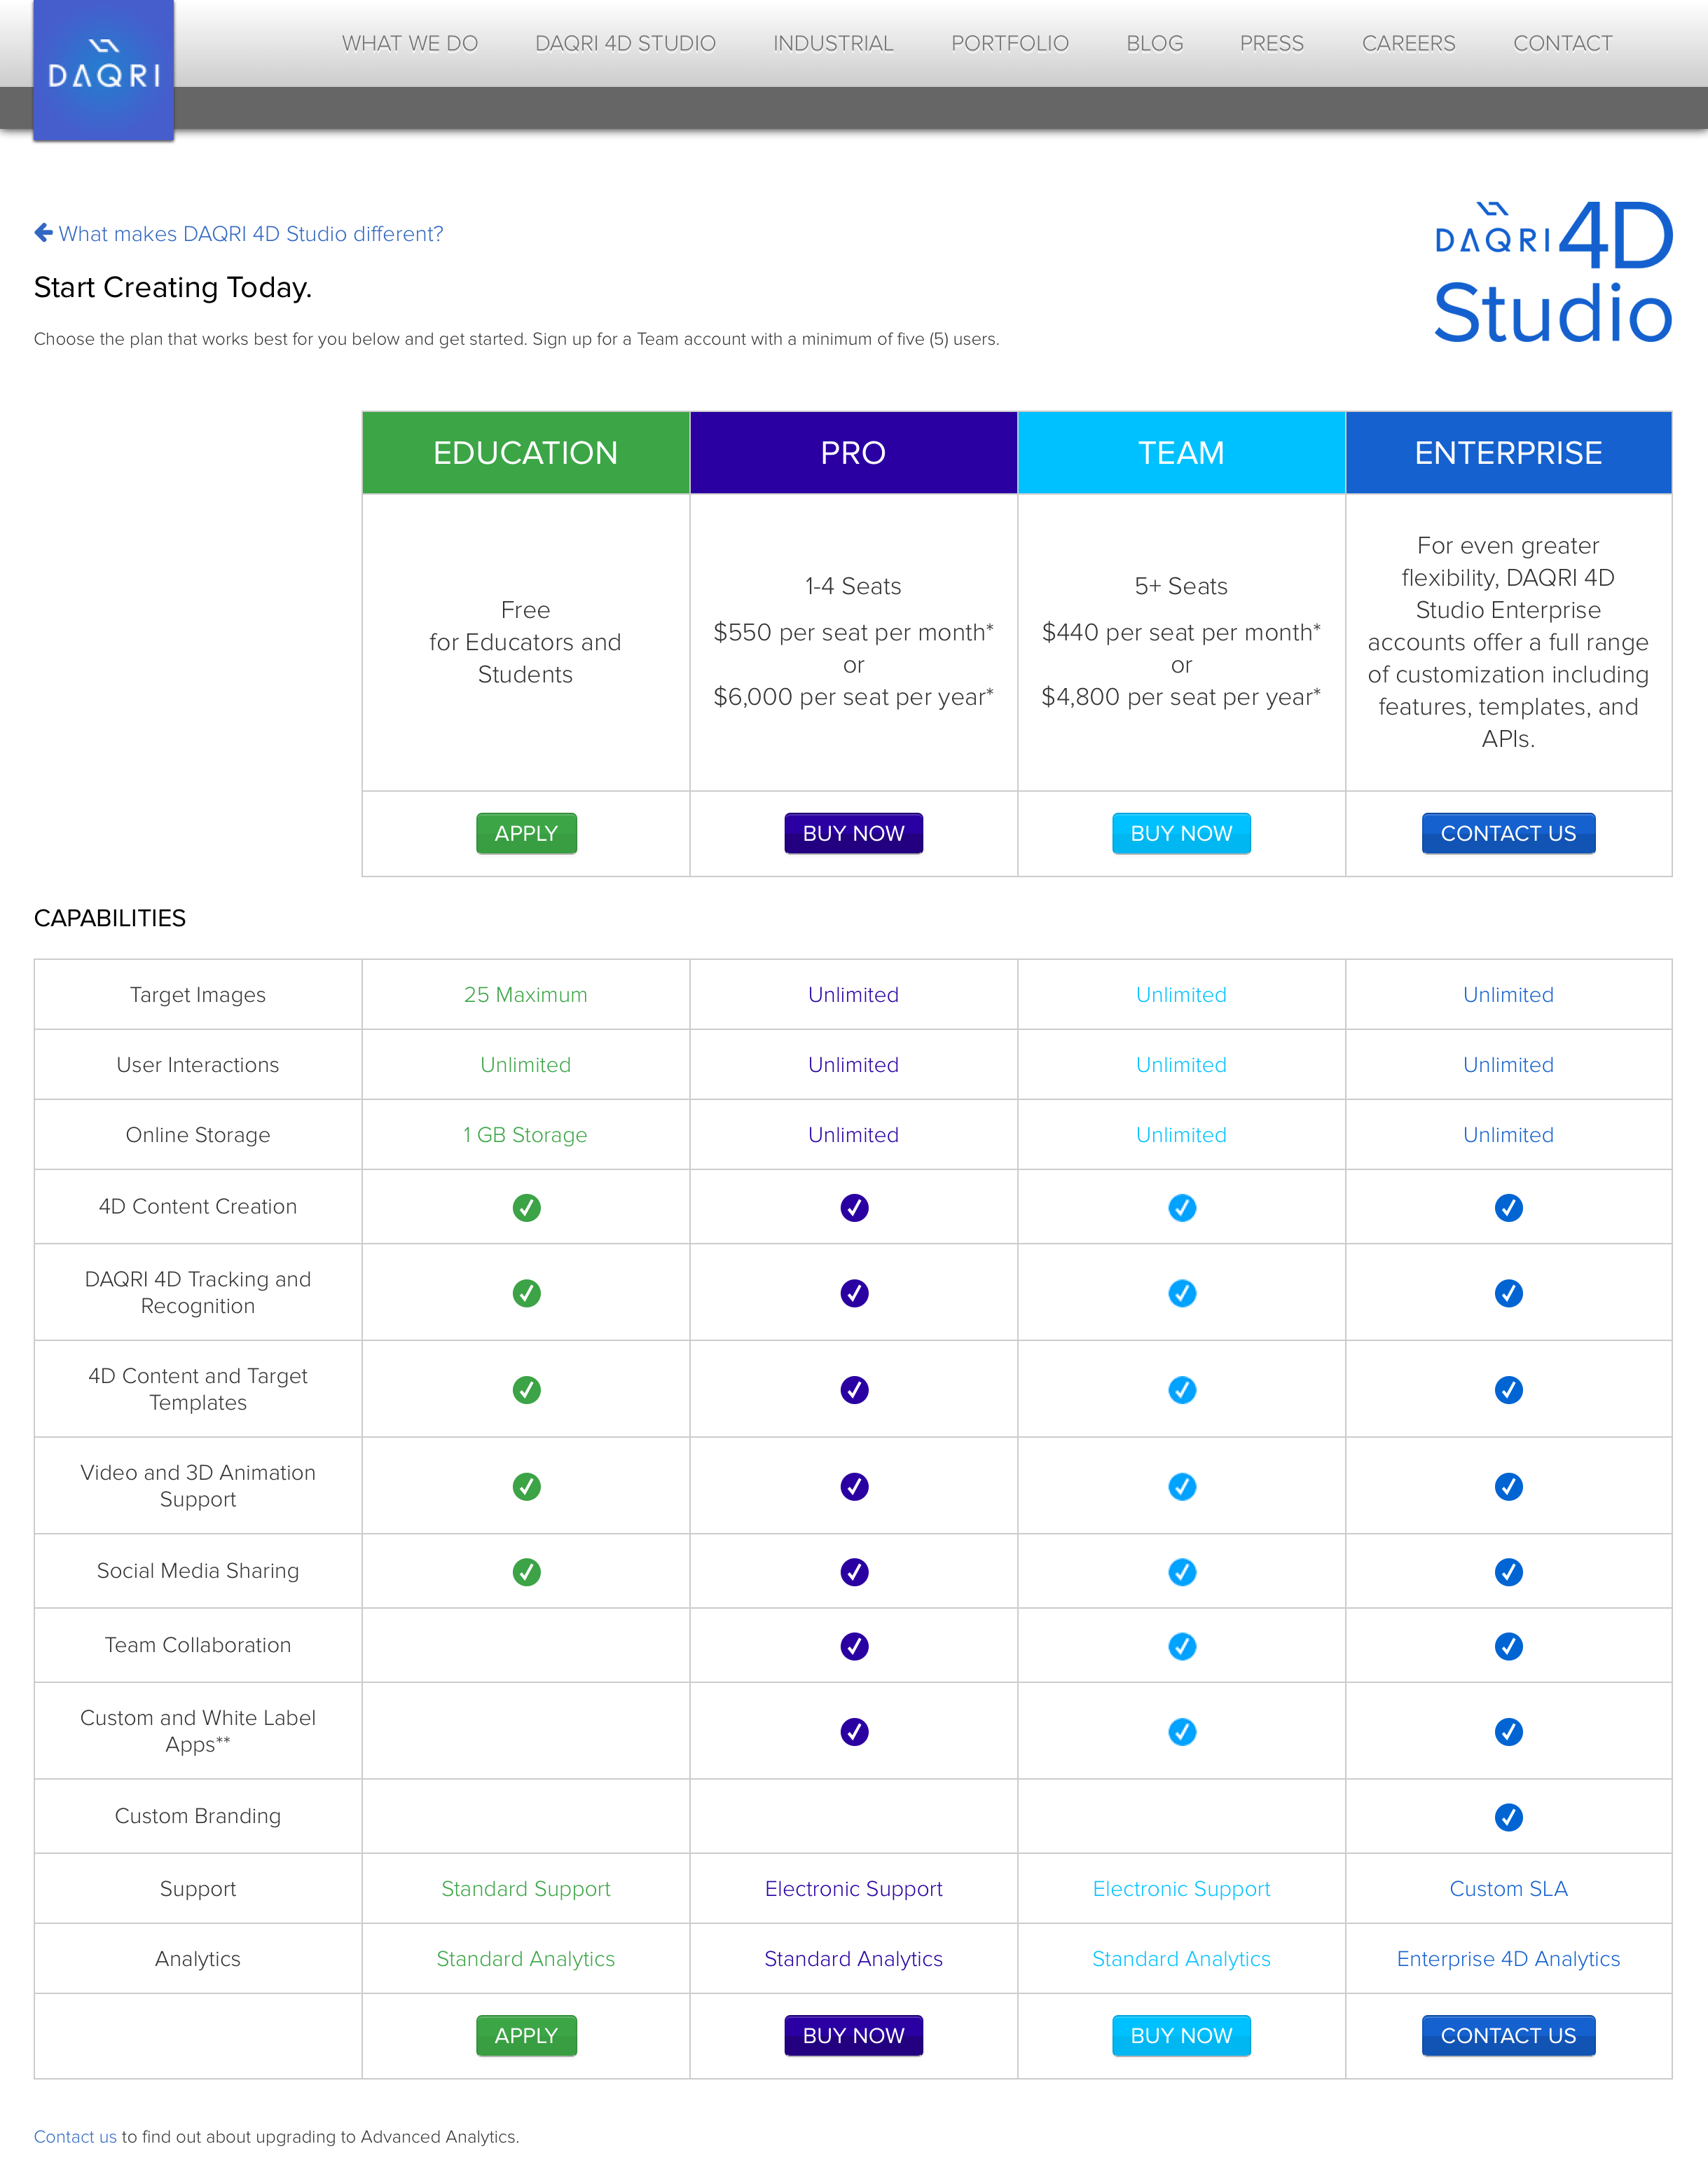 DAQRI
WHAT WE DO DAQRI 4D STUDIO INDUSTRIAL PORTFOLIO BLOG PRESS CAREERS CONTACT
What makes DAQRI 4D Studio different?
Start Creating Today.
Choose the plan that works best for you below and get started. Sign up for a Team account with a minimum of five (5) users.
DAQRI 4D
Studio
EDUCATION PRO TEAM ENTERPRISE
Free
for Educators and
Students
1-4 Seats
$550 per seat per month*
or
$6,000 per seat per year*
5+ Seats
$440 per seat per month*
or
$4,800 per seat per year*
For even greater
flexibility, DAQRI 4D
Studio Enterprise
accounts offer a full range
of customization including
features, templates, and
APIs.
APPLY BUY NOW BUY NOW CONTACT US
CAPABILITIES
Target Images 25 Maximum Unlimited Unlimited Unlimited
User Interactions Unlimited Unlimited Unlimited Unlimited
Online Storage 1 GB Storage Unlimited Unlimited Unlimited
4D Content Creation
DAQRI 4D Tracking and
Recognition
4D Content and Target
Templates
Video and 3D Animation
Support
Social Media Sharing
Team Collaboration
Custom and White Label
Apps**
Custom Branding
Support Standard Support Electronic Support Electronic Support Custom SLA
Analytics Standard Analytics Standard Analytics Standard Analytics Enterprise 4D Analytics
APPLY BUY NOW BUY NOW CONTACT US
Contact us to find out about upgrading to Advanced Analytics.